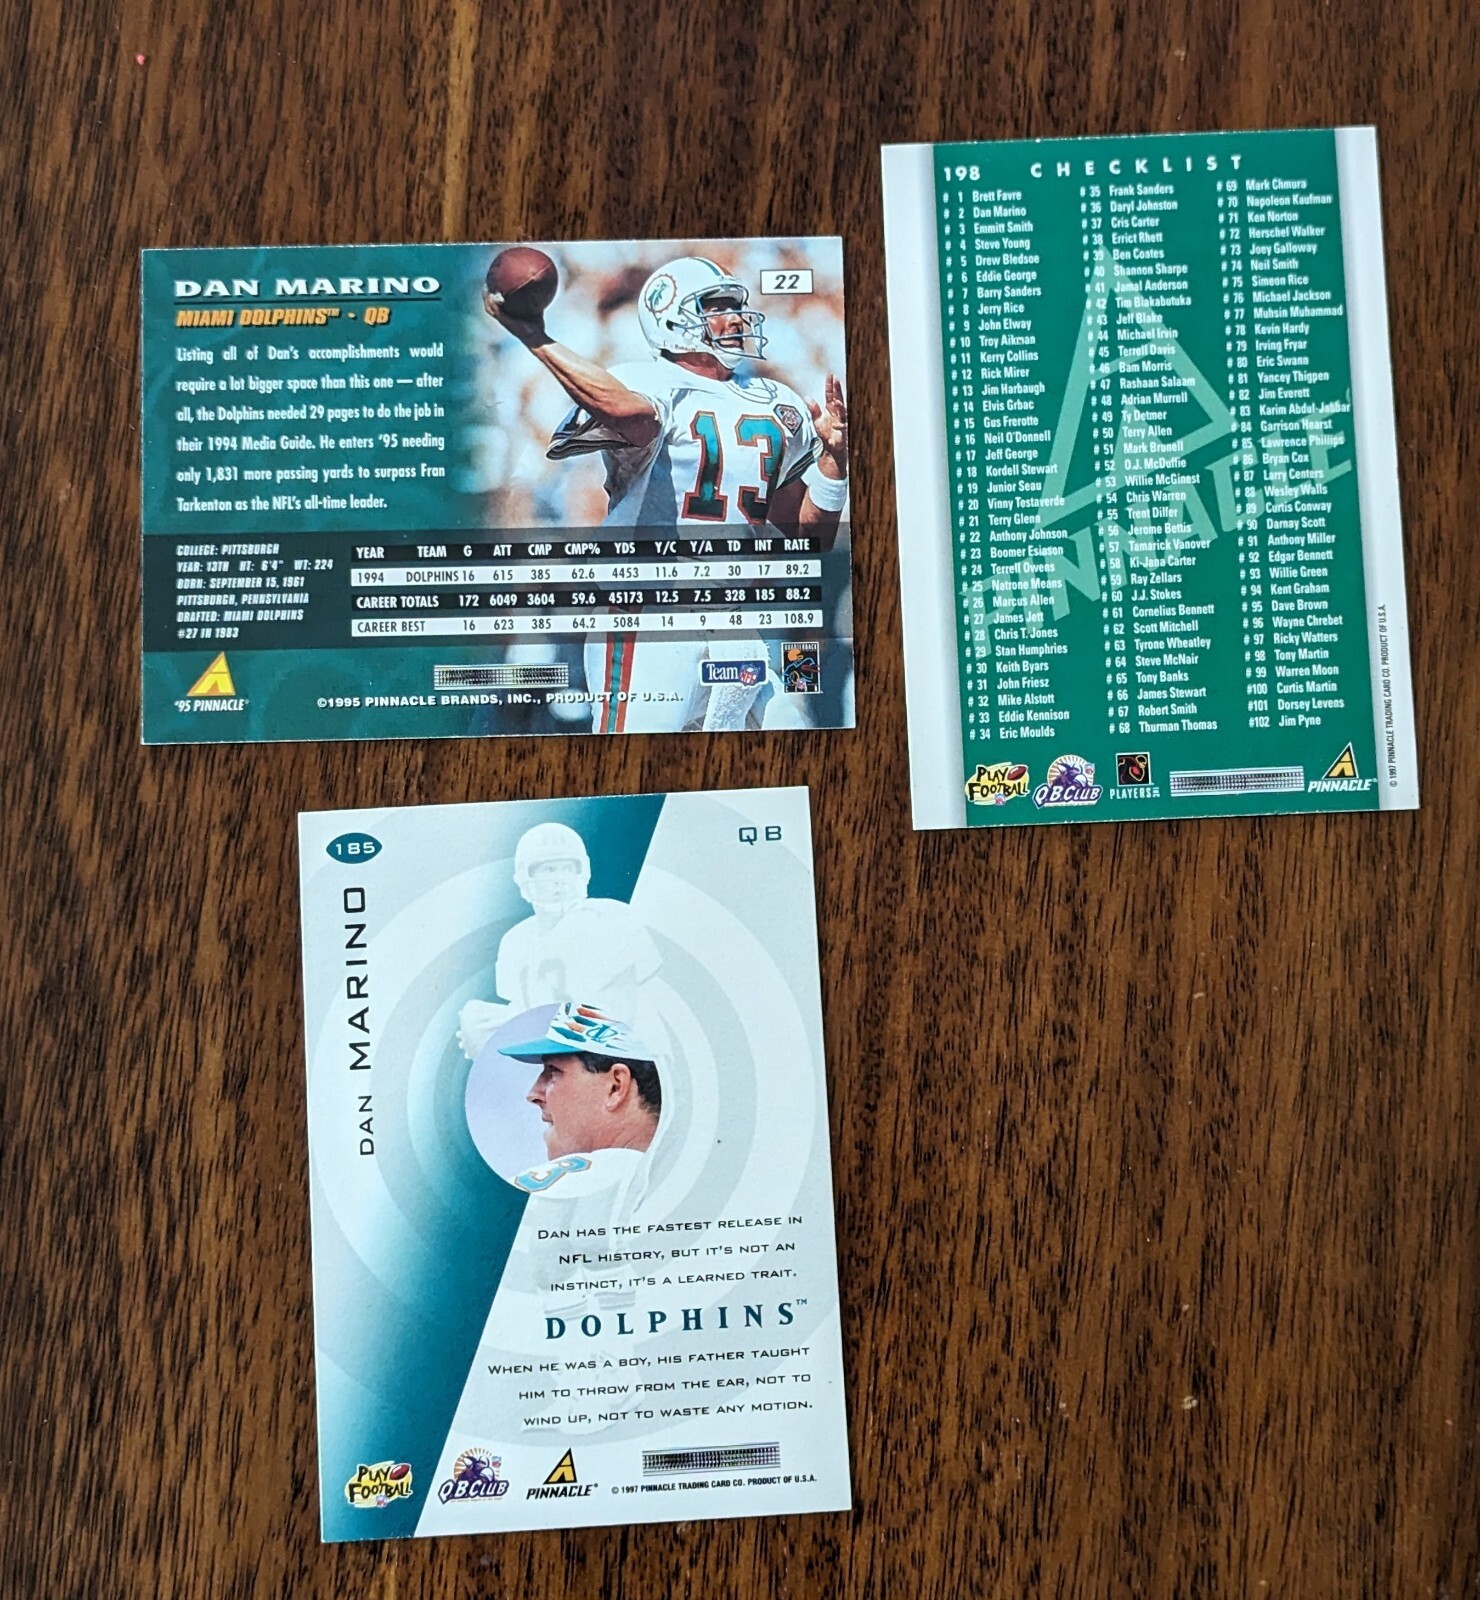 DAN MARINO
MIAMI DOLPHINS™ · QB
22
Listing all of Dan's accomplishments would
require a lot bigger space than this one — after
all, the Dolphins needed 29 pages to do the job in
their 1994 Media Guide. He enters '95 needing
only 1,831 more passing yards to surpass Fran
Tarkenton as the NFL's all-time leader.
13
COLLEGE: PITTSBURGH
YEAR: 13TH HT: 6'4" WT: 224
BORN: SEPTEMBER 15, 1961
PITTSBURGH, PENNSYLVANIA
DRAFTED: MIAMI DOLPHINS
#27 IN 1983
YEAR TEAM G ATT CMP CMP% YDS Y/C Y/A TD INT RATE
1994 DOLPHINS 16 615 385 62.6 4453 11.6 7.2 30 17 89.2
CAREER TOTALS 172 6049 3604 59.6 45173 12.5 7.5 328 185 88.2
CAREER BEST 16 623 385 64.2 5084 14 9 48 23 108.9
'95 PINNACLE®
©1995 PINNACLE BRANDS, INC., PRODUCT OF U.S.A.
Team NFL
QUARTERBACK
198 CHECKLIST
# 1 Brett Favre
# 2 Dan Marino
# 3 Emmitt Smith
# 4 Steve Young
# 5 Drew Bledsoe
# 6 Eddie George
# 7 Barry Sanders
# 8 Jerry Rice
# 9 John Elway
# 10 Troy Aikman
# 11 Kerry Collins
# 12 Rick Mirer
# 13 Jim Harbaugh
# 14 Elvis Grbac
# 15 Gus Frerotte
# 16 Neil O'Donnell
# 17 Jeff George
# 18 Kordell Stewart
# 19 Junior Seau
# 20 Vinny Testaverde
# 21 Terry Glenn
# 22 Anthony Johnson
# 23 Boomer Esiason
# 24 Terrell Owens
# 25 Natrone Means
# 26 Marcus Allen
# 27 James Jett
# 28 Chris T. Jones
# 29 Stan Humphries
# 30 Keith Byars
# 31 John Friesz
# 32 Mike Alstott
# 33 Eddie Kennison
# 34 Eric Moulds
# 35 Frank Sanders
# 36 Daryl Johnston
# 37 Cris Carter
# 38 Errict Rhett
# 39 Ben Coates
# 40 Shannon Sharpe
# 41 Jamal Anderson
# 42 Tim Biakabutuka
# 43 Jeff Blake
# 44 Michael Irvin
# 45 Terrell Davis
# 46 Bam Morris
# 47 Rashaan Salaam
# 48 Adrian Murrell
# 49 Ty Detmer
# 50 Terry Allen
# 51 Mark Brunell
# 52 O.J. McDuffie
# 53 Willie McGinest
# 54 Chris Warren
# 55 Trent Dilfer
# 56 Jerome Bettis
# 57 Tamarick Vanover
# 58 Ki-Jana Carter
# 59 Ray Zellars
# 60 J.J. Stokes
# 61 Cornelius Bennett
# 62 Scott Mitchell
# 63 Tyrone Wheatley
# 64 Steve McNair
# 65 Tony Banks
# 66 James Stewart
# 67 Robert Smith
# 68 Thurman Thomas
# 69 Mark Chmura
# 70 Napoleon Kaufman
# 71 Ken Norton
# 72 Herschel Walker
# 73 Joey Galloway
# 74 Neil Smith
# 75 Simeon Rice
# 76 Michael Jackson
# 77 Muhsin Muhammad
# 78 Kevin Hardy
# 79 Irving Fryar
# 80 Eric Swann
# 81 Yancey Thigpen
# 82 Jim Everett
# 83 Karim Abdul-Jabbar
# 84 Garrison Hearst
# 85 Lawrence Phillips
# 86 Bryan Cox
# 87 Larry Centers
# 88 Wesley Walls
# 89 Curtis Conway
# 90 Darnay Scott
# 91 Anthony Miller
# 92 Edgar Bennett
# 93 Willie Green
# 94 Kent Graham
# 95 Dave Brown
# 96 Wayne Chrebet
# 97 Ricky Watters
# 98 Tony Martin
# 99 Warren Moon
#100 Curtis Martin
#101 Dorsey Levens
#102 Jim Pyne
PINNACLE
PLAY FOOTBALL
Q.B.CLUB
PLAYERS INC
PINNACLE®
© 1997 PINNACLE TRADING CARD CO. PRODUCT OF U.S.A.
185
QB
DAN MARINO
13
DAN HAS THE FASTEST RELEASE IN
NFL HISTORY, BUT IT'S NOT AN
INSTINCT, IT'S A LEARNED TRAIT.
DOLPHINS™
WHEN HE WAS A BOY, HIS FATHER TAUGHT
HIM TO THROW FROM THE EAR, NOT TO
WIND UP, NOT TO WASTE ANY MOTION.
PLAY FOOTBALL
Q.B.CLUB
PINNACLE®
© 1997 PINNACLE TRADING CARD CO. PRODUCT OF U.S.A.